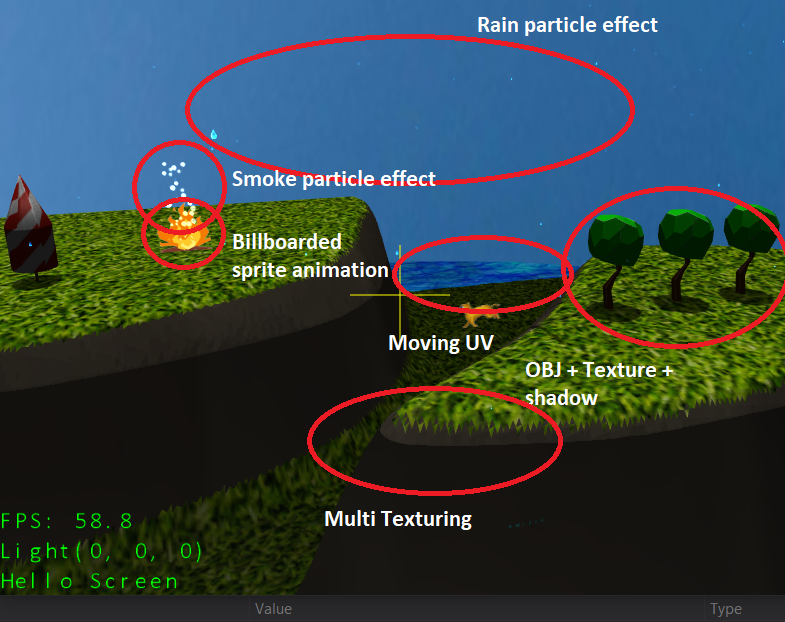 Rain particle effect
Smoke particle effect
Billboarded
sprite animation
Moving UV
OBJ + Texture +
shadow
Multi Texturing
FPS: 58.8
Light(0, 0, 0)
Hello Screen
Value
Type